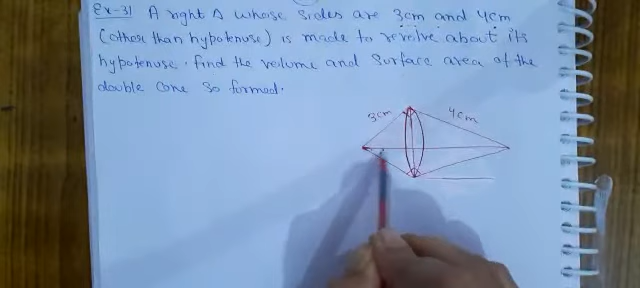 Ex-31 A right Δ whose sides are 3cm and 4cm
(other than hypotenuse) is made to revolve about its
hypotenuse. find the volume and surface area of the
double cone so formed.
3cm 4cm